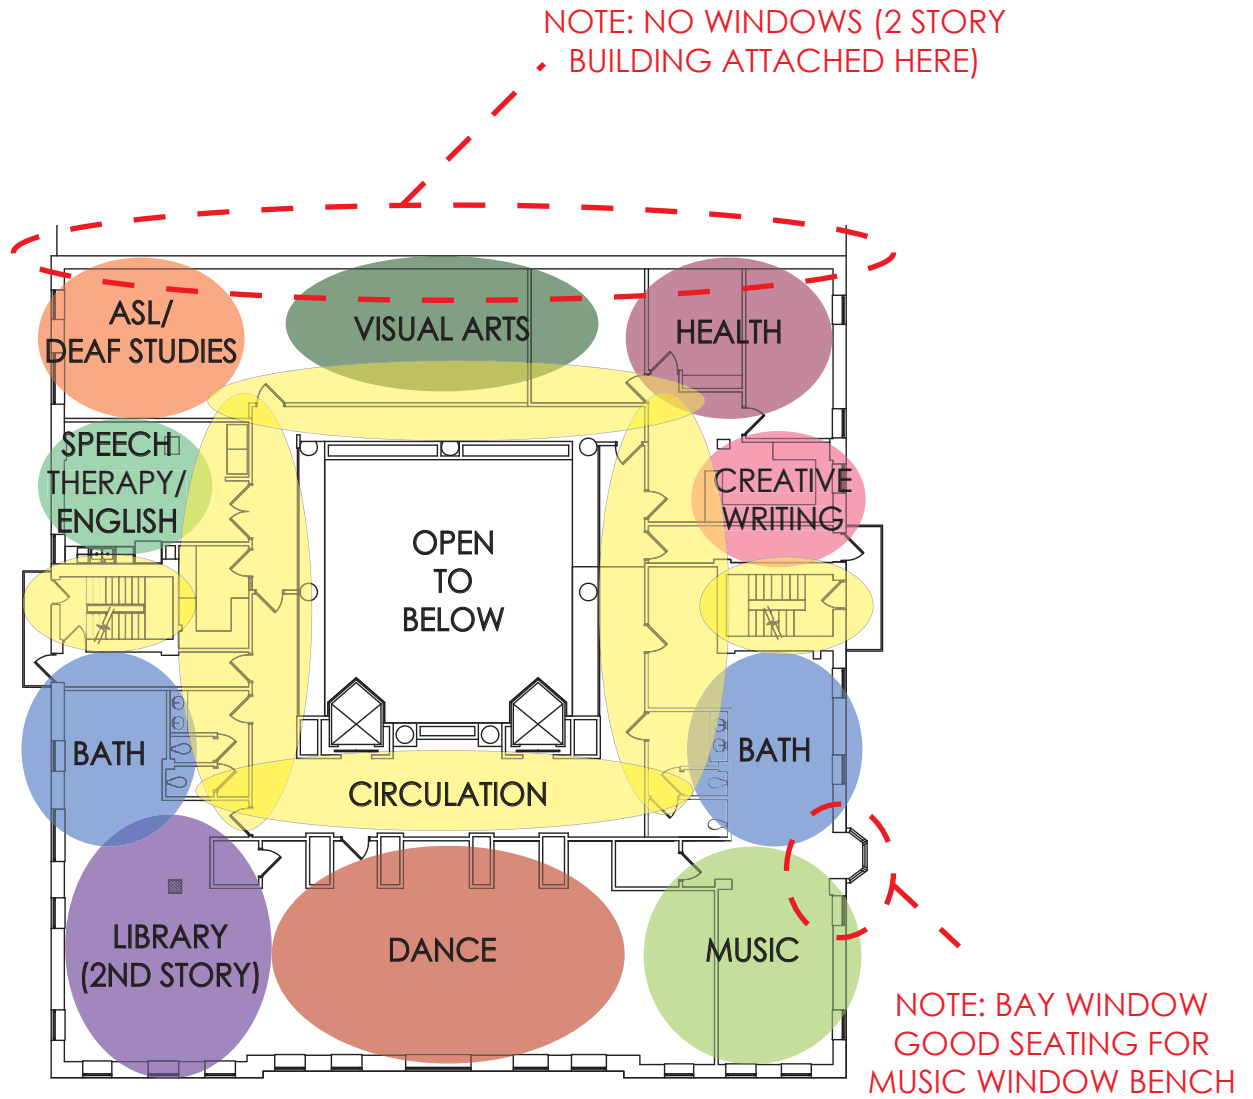 NOTE: NO WINDOWS (2 STORY
BUILDING ATTACHED HERE)
ASL/
DEAF STUDIES
VISUAL ARTS
HEALTH
SPEECH
THERAPY/
ENGLISH
OPEN
TO
BELOW
CREATIVE
WRITING
BATH
CIRCULATION
BATH
LIBRARY
(2ND STORY)
DANCE
MUSIC
NOTE: BAY WINDOW
GOOD SEATING FOR
MUSIC WINDOW BENCH